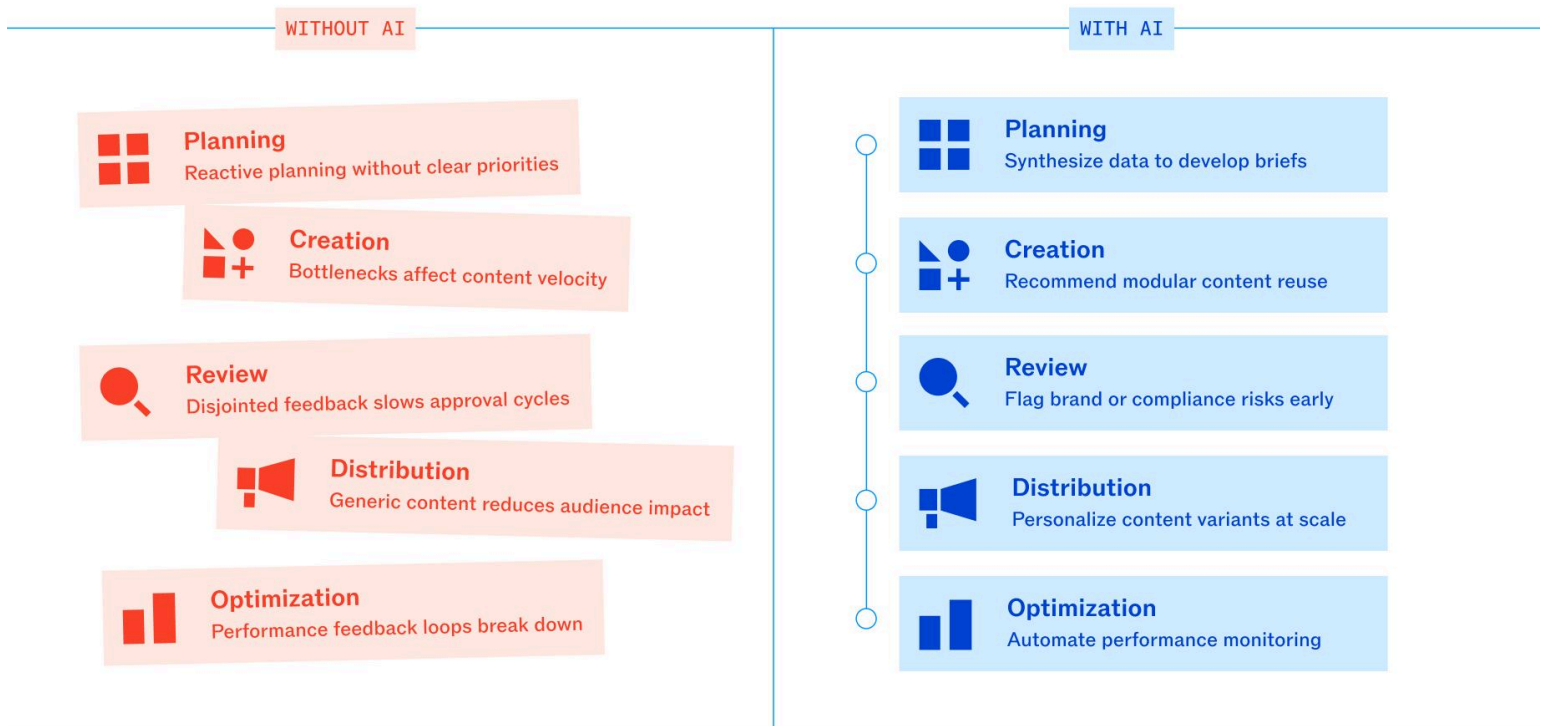 WITHOUT AI
Planning
Reactive planning without clear priorities
Creation
Bottlenecks affect content velocity
Review
Disjointed feedback slows approval cycles
Distribution
Generic content reduces audience impact
Optimization
Performance feedback loops break down
WITH AI
Planning
Synthesize data to develop briefs
Creation
Recommend modular content reuse
Review
Flag brand or compliance risks early
Distribution
Personalize content variants at scale
Optimization
Automate performance monitoring